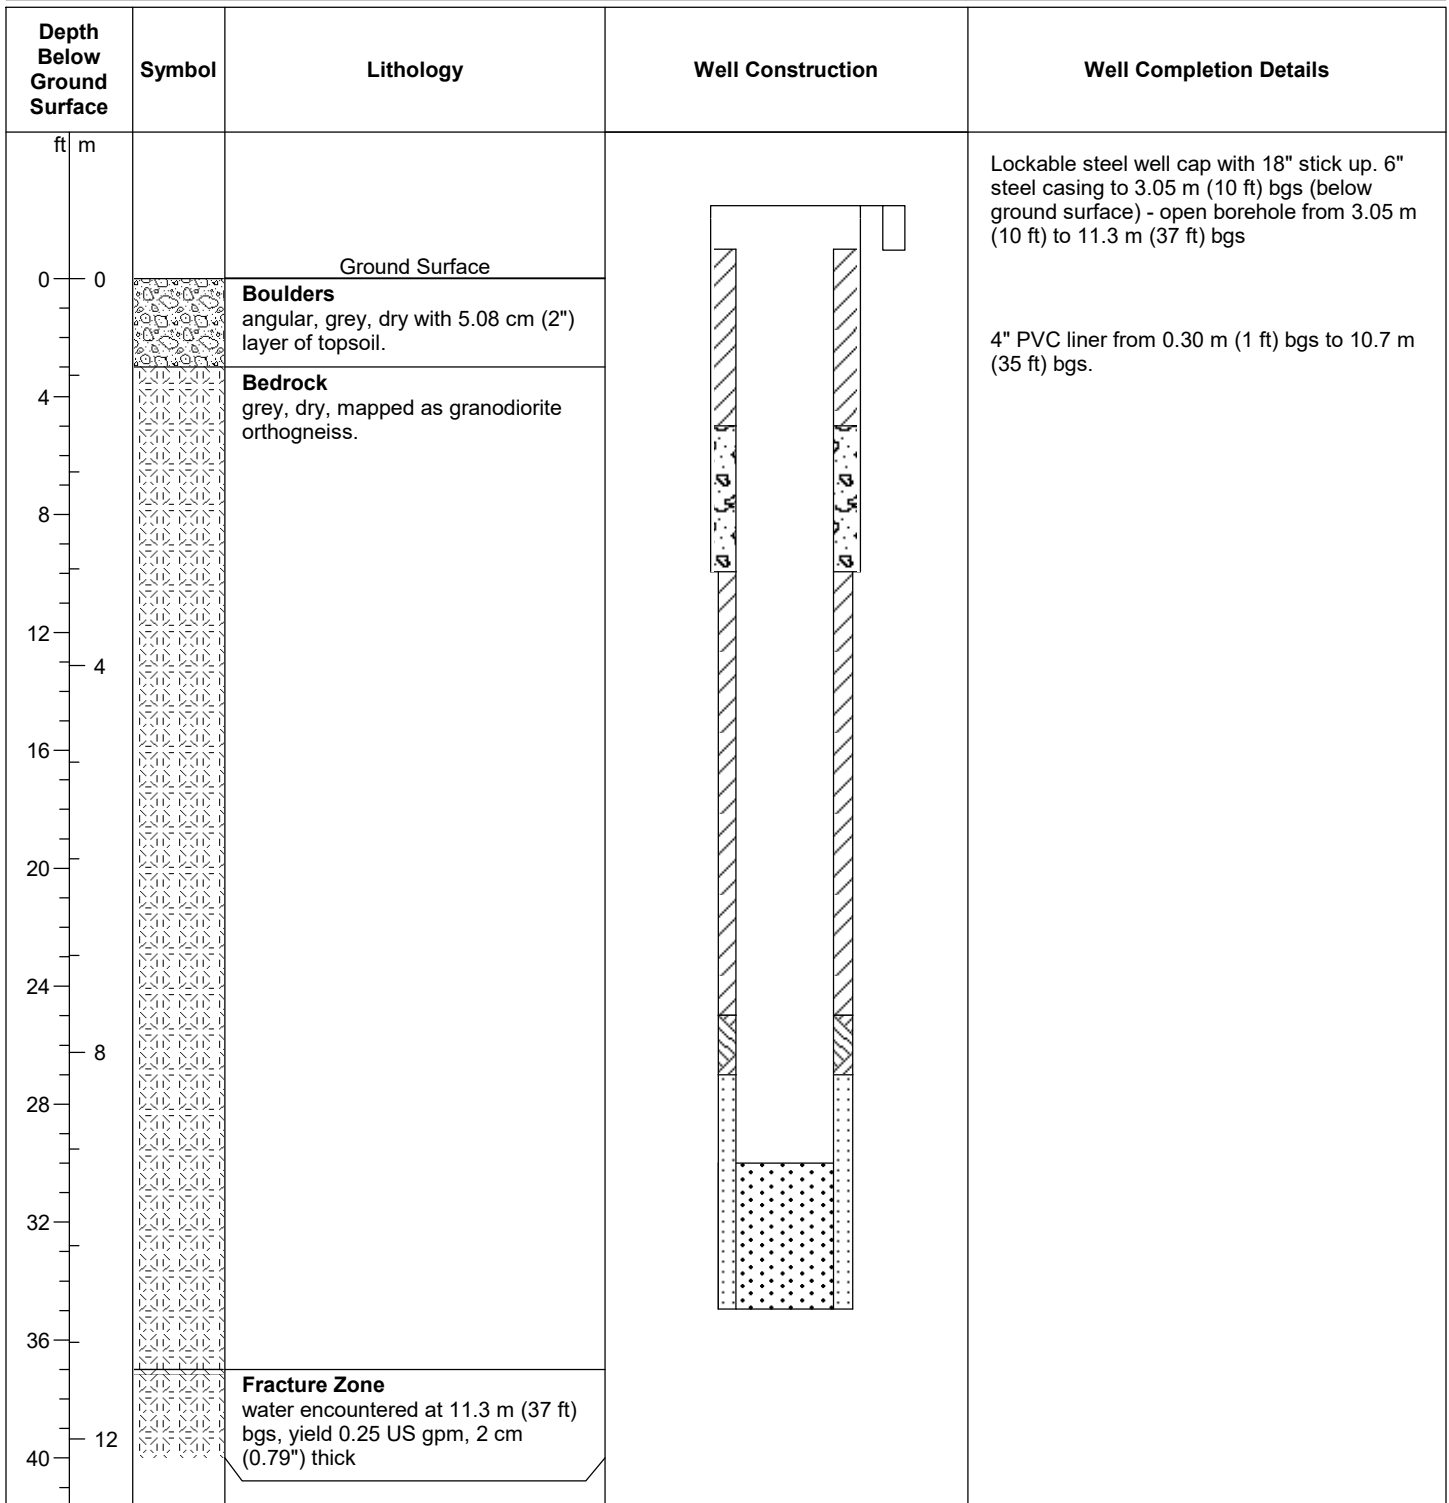 Depth
Below
Ground
Surface
Symbol
Lithology
Well Construction
Well Completion Details
ft m
Lockable steel well cap with 18" stick up. 6"
steel casing to 3.05 m (10 ft) bgs (below
ground surface) - open borehole from 3.05 m
(10 ft) to 11.3 m (37 ft) bgs
Ground Surface
0 0
Boulders
angular, grey, dry with 5.08 cm (2")
layer of topsoil.
4" PVC liner from 0.30 m (1 ft) bgs to 10.7 m
(35 ft) bgs.
Bedrock
grey, dry, mapped as granodiorite
orthogneiss.
4
8
12
4
16
20
24
8
28
32
36
Fracture Zone
water encountered at 11.3 m (37 ft)
bgs, yield 0.25 US gpm, 2 cm
(0.79") thick
12
40